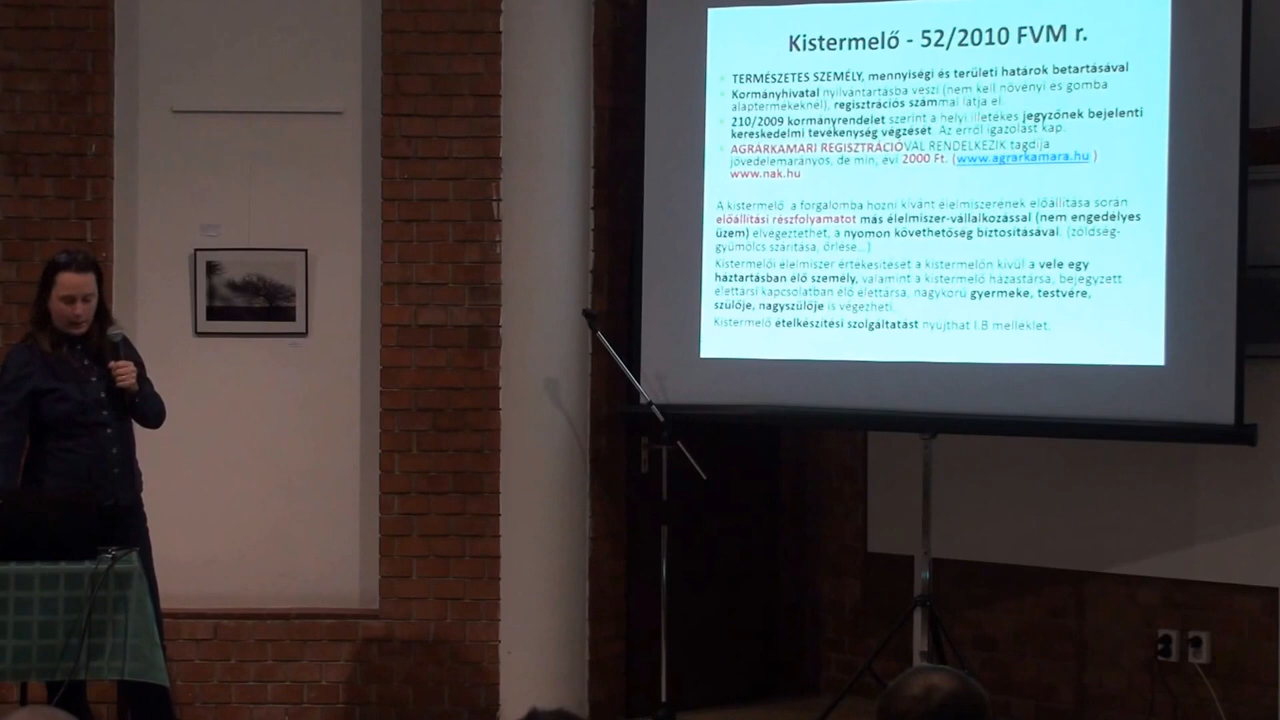 Kistermelő - 52/2010 FVM r.
TERMÉSZETES SZEMÉLY, mennyiségi és területi határok betartásával
Kormányhivatal nyilvántartásba veszi (nem kell növényi és gomba
alaptermékeknél), regisztrációs számmal látja el.
210/2009 kormányrendelet szerint a helyi illetékes jegyzőnek bejelenti
kereskedelmi tevékenység végzését. Az erről igazolást kap.
AGRÁRKAMARI REGISZTRÁCIÓVAL RENDELKEZIK tagdíja
jövedelemarányos, de min. évi 2000 Ft. (www.agrarkamara.hu )
www.nak.hu
A kistermelő a forgalomba hozni kívánt élelmiszerének előállítása során
előállítási részfolyamatot más élelmiszer-vállalkozással (nem engedélyes
üzem) elvégeztethet, a nyomon követhetőség biztosításával. (zöldség-
gyümölcs szárítása, őrlése...)
Kistermelői élelmiszer értékesítését a kistermelőn kívül a vele egy
háztartásban élő személy, valamint a kistermelő házastársa, bejegyzett
élettársi kapcsolatban élő élettársa, nagykorú gyermeke, testvére,
szülője, nagyszülője is végezheti.
Kistermelő ételkészítési szolgáltatást nyújthat I.B melléklet.